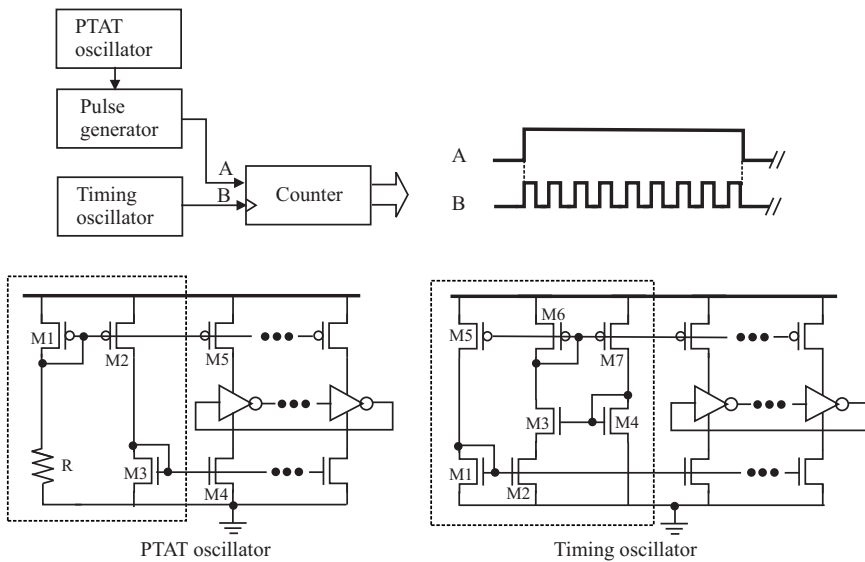 PTAT
oscillator
Pulse
generator
Timing
oscillator
A
B
Counter
A
B
M1
M2
M5
R
M3
M4
PTAT oscillator
M5
M6
M7
M3
M4
M1
M2
Timing oscillator